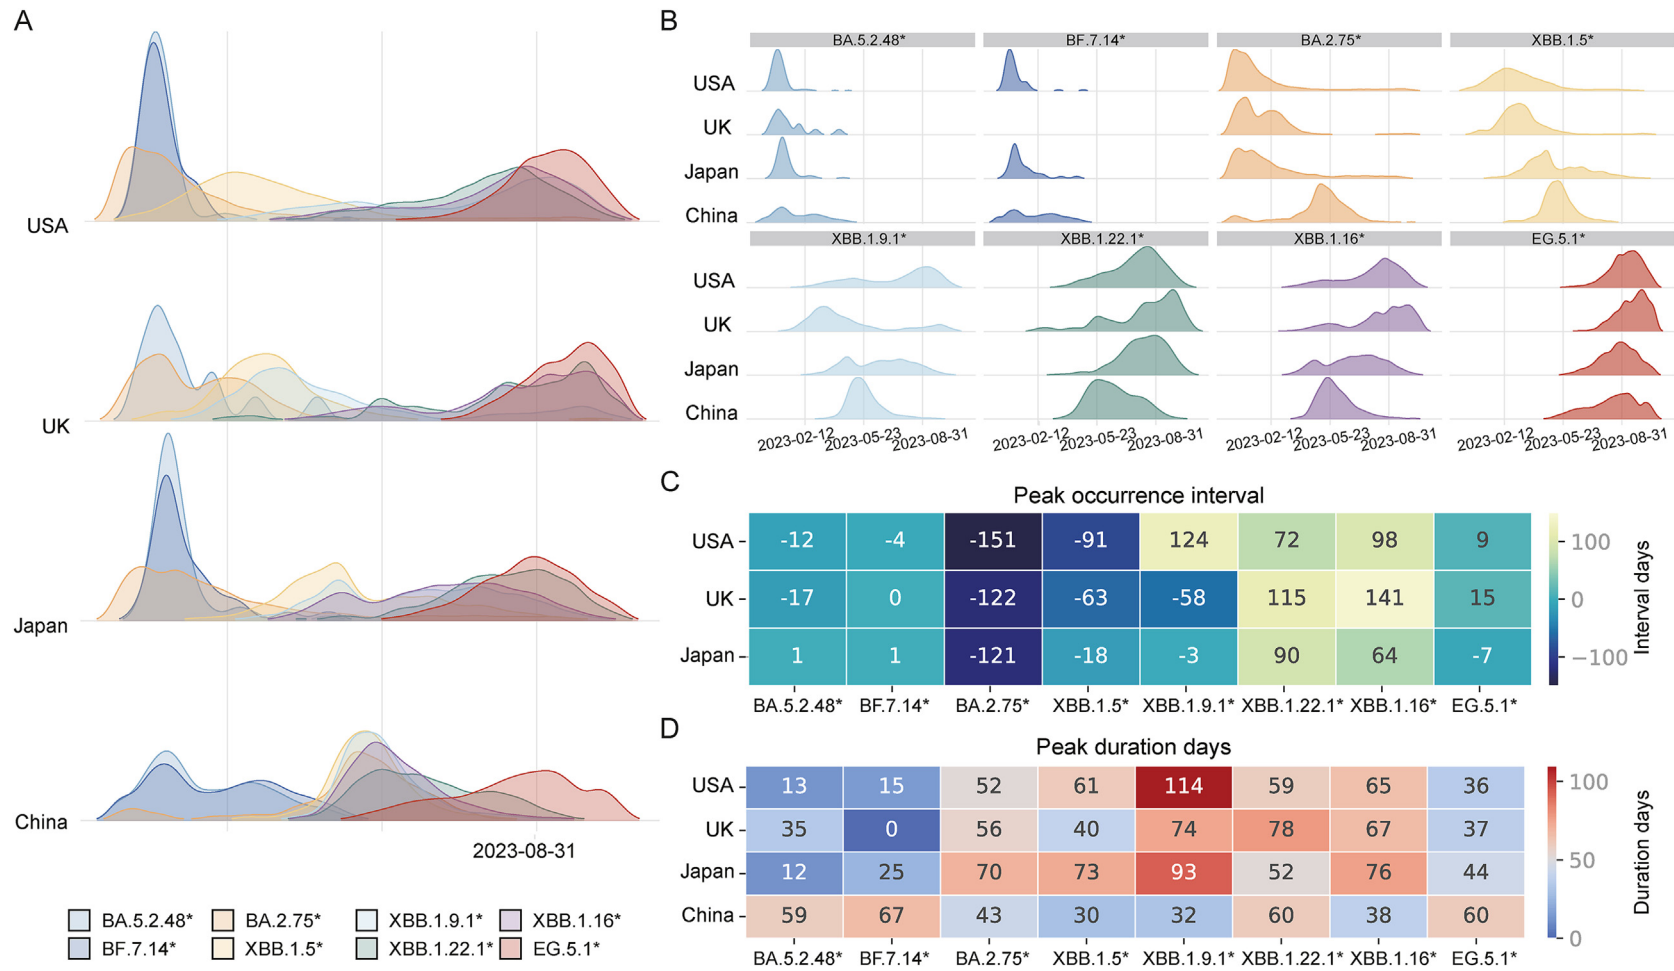 A
USA
UK
Japan
China
2023-08-31
BA.5.2.48* BA.2.75* XBB.1.9.1* XBB.1.16*
BF.7.14* XBB.1.5* XBB.1.22.1* EG.5.1*
B
BA.5.2.48* BF.7.14* BA.2.75* XBB.1.5*
USA
UK
Japan
China
XBB.1.9.1* XBB.1.22.1* XBB.1.16* EG.5.1*
USA
UK
Japan
China
2023-02-12 2023-05-23 2023-08-31 2023-02-12 2023-05-23 2023-08-31 2023-02-12 2023-05-23 2023-08-31 2023-02-12 2023-05-23 2023-08-31
C
Peak occurrence interval
USA -12 -4 -151 -91 124 72 98 9
UK -17 0 -122 -63 -58 115 141 15
Japan 1 1 -121 -18 -3 90 64 -7
BA.5.2.48* BF.7.14* BA.2.75* XBB.1.5* XBB.1.9.1* XBB.1.22.1* XBB.1.16* EG.5.1*
100
0
−100
Interval days
D
Peak duration days
USA 13 15 52 61 114 59 65 36
UK 35 0 56 40 74 78 67 37
Japan 12 25 70 73 93 52 76 44
China 59 67 43 30 32 60 38 60
BA.5.2.48* BF.7.14* BA.2.75* XBB.1.5* XBB.1.9.1* XBB.1.22.1* XBB.1.16* EG.5.1*
100
50
0
Duration days